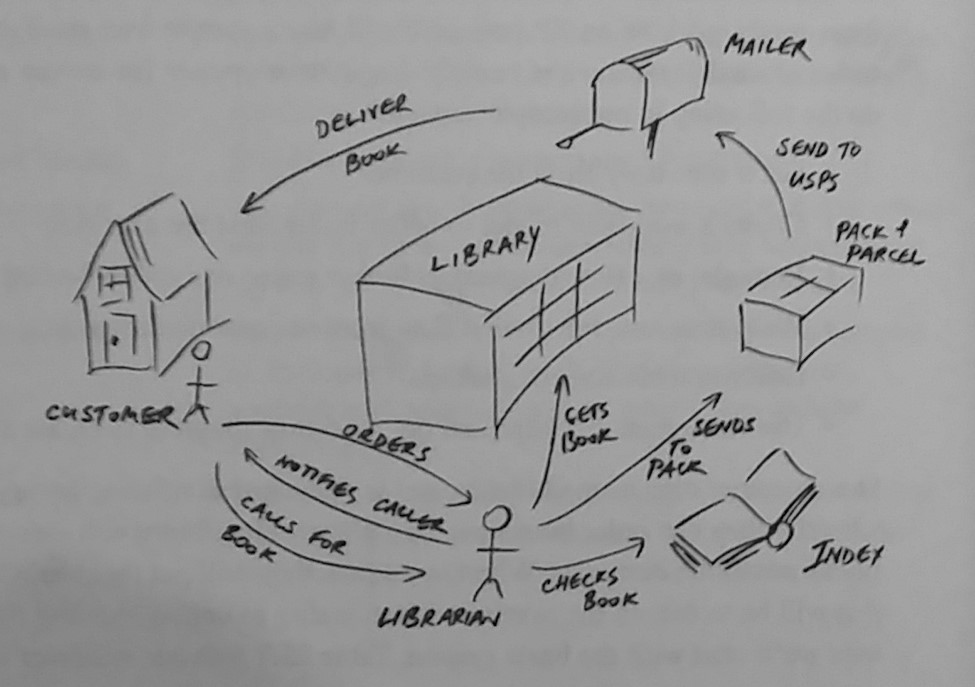 MAILER
DELIVER
BOOK
SEND TO
USPS
LIBRARY
PACK &
PARCEL
CUSTOMER
ORDERS
GETS
BOOK
SENDS
TO
PACK
NOTIFIES CALLER
CALLS FOR
BOOK
INDEX
CHECKS
BOOK
LIBRARIAN